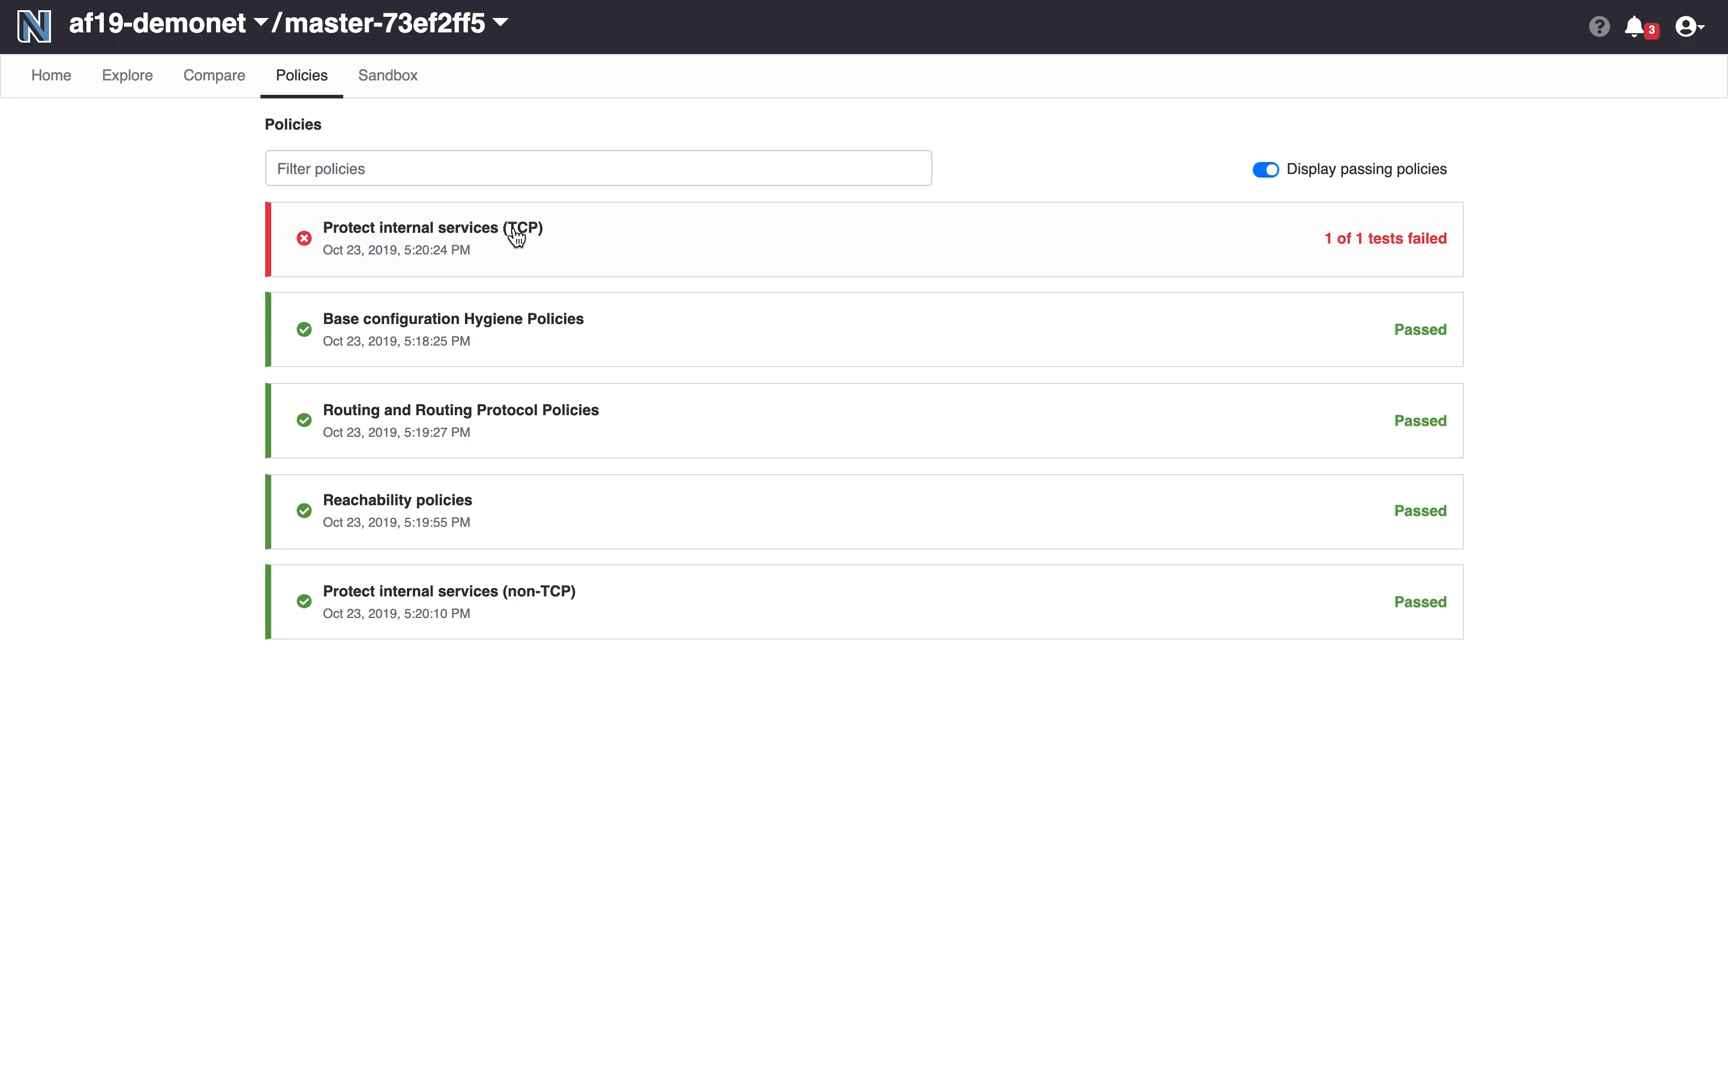 af19-demonet /master-73ef2ff5
3
Home Explore Compare Policies Sandbox
Policies
Filter policies
Display passing policies
Protect internal services (TCP)
Oct 23, 2019, 5:20:24 PM
1 of 1 tests failed
Base configuration Hygiene Policies
Oct 23, 2019, 5:18:25 PM
Passed
Routing and Routing Protocol Policies
Oct 23, 2019, 5:19:27 PM
Passed
Reachability policies
Oct 23, 2019, 5:19:55 PM
Passed
Protect internal services (non-TCP)
Oct 23, 2019, 5:20:10 PM
Passed